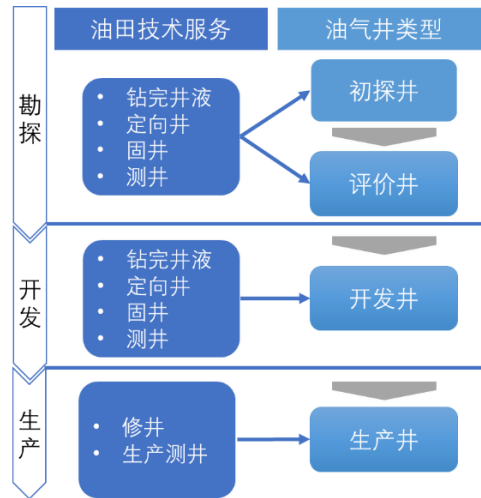 油田技术服务
油气井类型
勘探
• 钻完井液
• 定向井
• 固井
• 测井
初探井
评价井
开发
• 钻完井液
• 定向井
• 固井
• 测井
开发井
生产
• 修井
• 生产测井
生产井